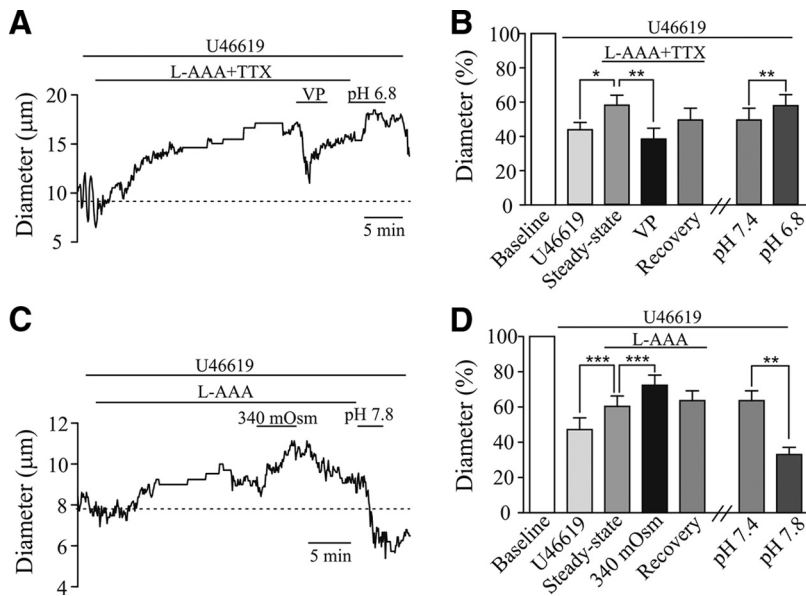 A
U46619
L-AAA+TTX
VP
pH 6.8
20
15
10
5
Diameter (µm)
5 min
B
U46619
L-AAA+TTX
100
80
60
40
20
0
Diameter (%)
*
**
**
Baseline
U46619
Steady-state
VP
Recovery
pH 7.4
pH 6.8
C
U46619
L-AAA
340 mOsm
pH 7.8
12
10
8
6
4
Diameter (µm)
5 min
D
U46619
L-AAA
100
80
60
40
20
0
Diameter (%)
***
***
**
Baseline
U46619
Steady-state
340 mOsm
Recovery
pH 7.4
pH 7.8